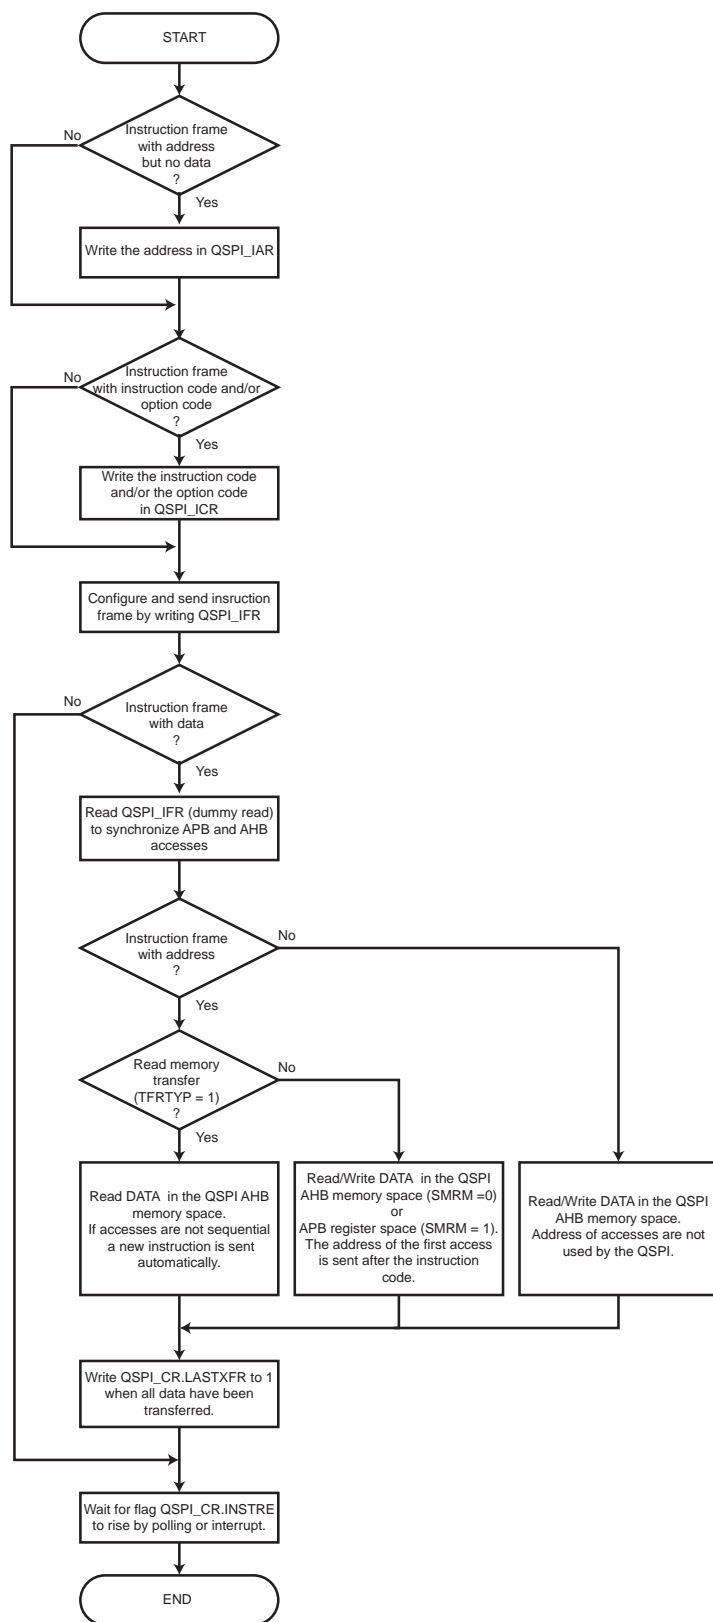 START
Instruction frame
with address
but no data
?
No
Yes
Write the address in QSPI_IAR
Instruction frame
with instruction code and/or
option code
?
No
Yes
Write the instruction code
and/or the option code
in QSPI_ICR
Configure and send insruction
frame by writing QSPI_IFR
No
Instruction frame
with data
?
Yes
Read QSPI_IFR (dummy read)
to synchronize APB and AHB
accesses
Instruction frame
with address
?
No
Yes
Read memory
transfer
(TFRTYP = 1)
?
No
Yes
Read DATA in the QSPI AHB
memory space.
If accesses are not sequential
a new instruction is sent
automatically.
Read/Write DATA in the QSPI
AHB memory space (SMRM =0)
or
APB register space (SMRM = 1).
The address of the first access
is sent after the instruction
code.
Read/Write DATA in the QSPI
AHB memory space.
Address of accesses are not
used by the QSPI.
Write QSPI_CR.LASTXFR to 1
when all data have been
transferred.
Wait for flag QSPI_CR.INSTRE
to rise by polling or interrupt.
END